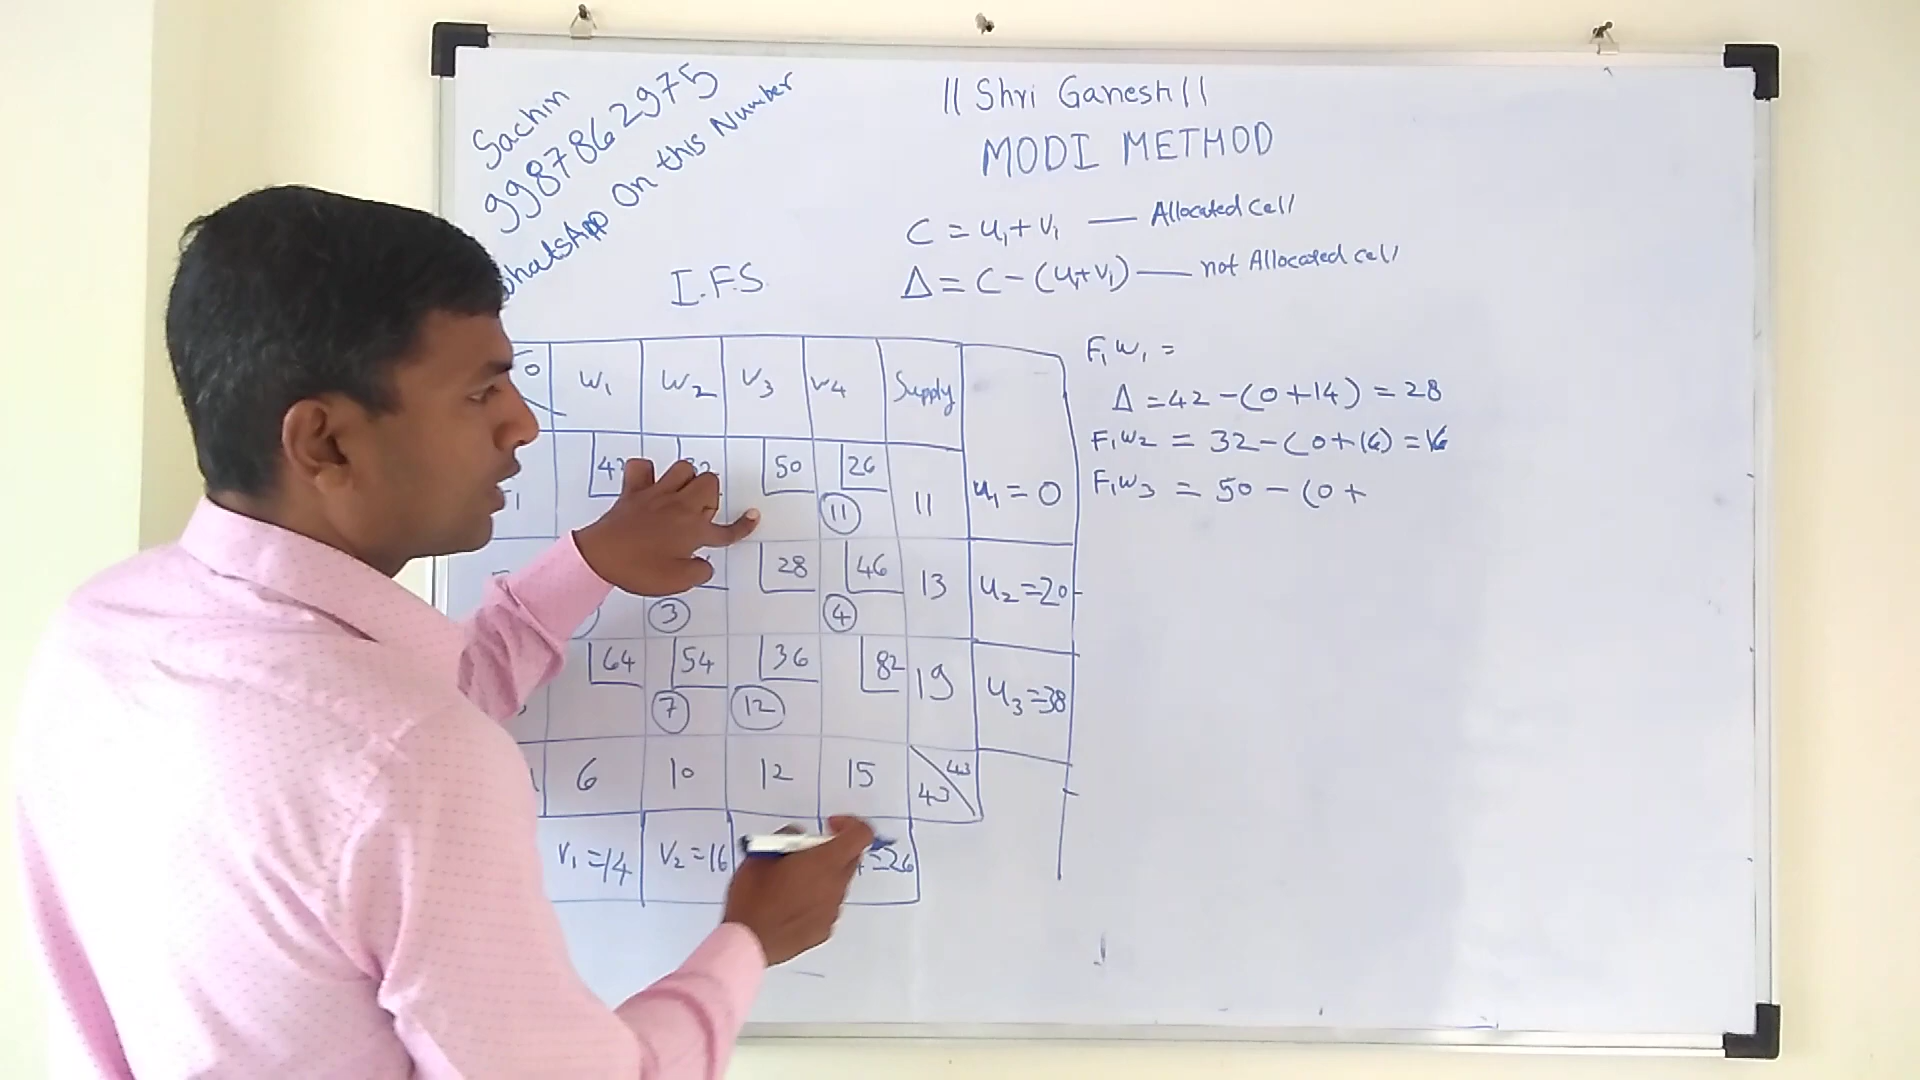 || Shri Ganesh ||
MODI METHOD
Sachin
9987862975
WhatsApp On this Number
C = u₁ + v₁ — Allocated cell
Δ = C - (u₁+v₁) — not Allocated cell
I.F.S.
W₁ W₂ V₃ V₄ Supply
50 26
11 11 u₁ = 0
28 46
3 4 13 u₂ = 20
64 54 36 82
7 12 19 u₃ = 38
6 10 12 15 43 43
V₁ = 14 V₂ = 16 = 26
F₁W₁ =
Δ = 42 - (0 + 14) = 28
F₁W₂ = 32 - (0 + 16) = 16
F₁W₃ = 50 - (0 +